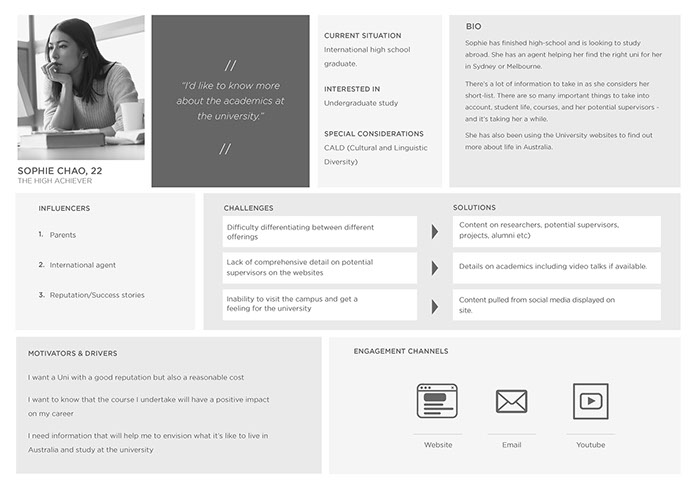 SOPHIE CHAO, 22
THE HIGH ACHIEVER
//
“I’d like to know more
about the academics at
the university.”
//
CURRENT SITUATION
International high school
graduate.
INTERESTED IN
Undergraduate study
SPECIAL CONSIDERATIONS
CALD (Cultural and Linguistic
Diversity)
BIO
Sophie has finished high-school and is looking to study
abroad. She has an agent helping her find the right uni for her
in Sydney or Melbourne.
There’s a lot of information to take in as she considers her
short-list. There are so many important things to take into
account, student life, courses, and her potential supervisors -
and it’s taking her a while.
She has also been using the University websites to find out
more about life in Australia.
INFLUENCERS
1. Parents
2. International agent
3. Reputation/Success stories
CHALLENGES
Difficulty differentiating between different
offerings
Lack of comprehensive detail on potential
supervisors on the websites
Inability to visit the campus and get a
feeling for the university
SOLUTIONS
Content on researchers, potential supervisors,
projects, alumni etc)
Details on academics including video talks if available.
Content pulled from social media displayed on
site.
MOTIVATORS & DRIVERS
I want a Uni with a good reputation but also a reasonable cost
I want to know that the course I undertake will have a positive impact
on my career
I need information that will help me to envision what it’s like to live in
Australia and study at the university
ENGAGEMENT CHANNELS
Website
Email
Youtube